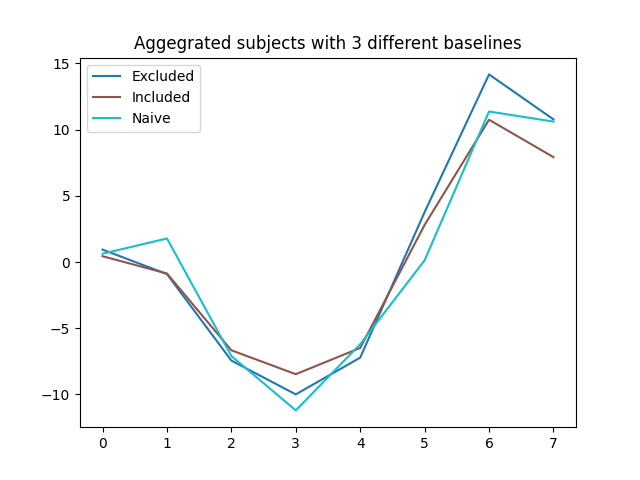 Aggegrated subjects with 3 different baselines
Excluded
Included
Naive
15
10
5
0
−5
−10
0 1 2 3 4 5 6 7